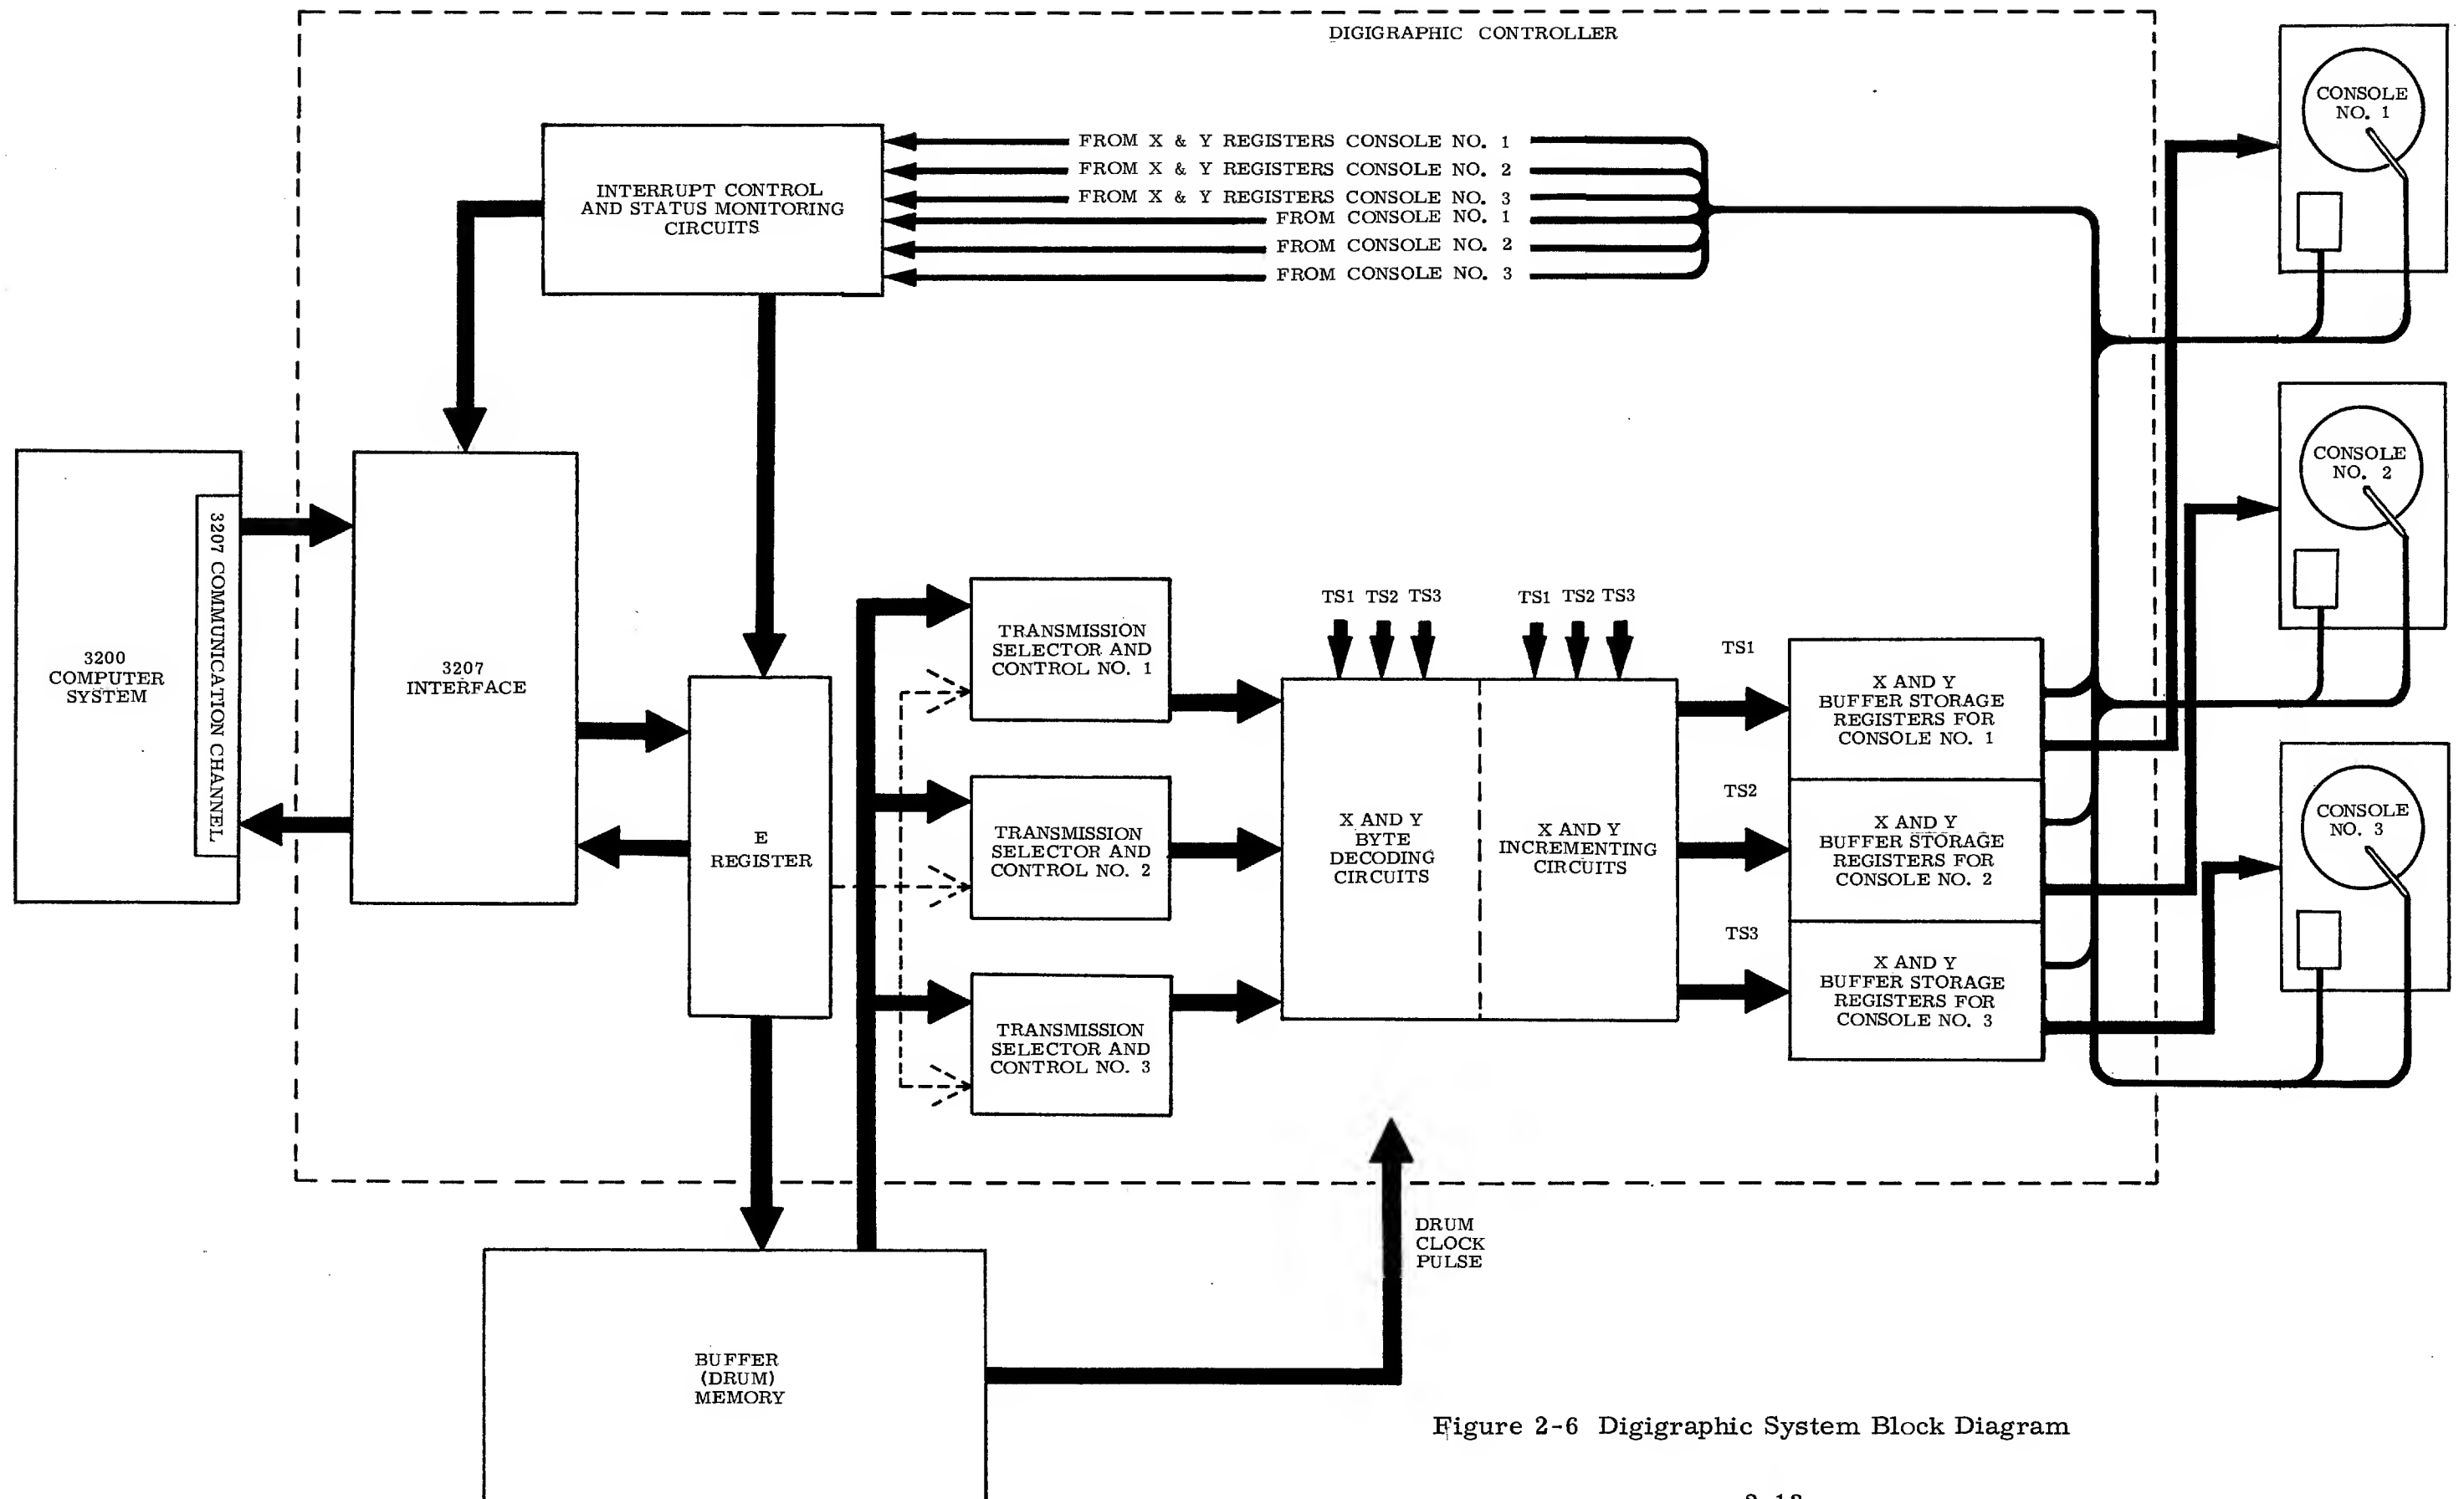 DIGIGRAPHIC CONTROLLER
CONSOLE
NO. 1
FROM X & Y REGISTERS CONSOLE NO. 1
FROM X & Y REGISTERS CONSOLE NO. 2
FROM X & Y REGISTERS CONSOLE NO. 3
FROM CONSOLE NO. 1
FROM CONSOLE NO. 2
FROM CONSOLE NO. 3
INTERRUPT CONTROL
AND STATUS MONITORING
CIRCUITS
CONSOLE
NO. 2
3200
COMPUTER
SYSTEM
3207 COMMUNICATION CHANNEL
3207
INTERFACE
E
REGISTER
TRANSMISSION
SELECTOR AND
CONTROL NO. 1
TRANSMISSION
SELECTOR AND
CONTROL NO. 2
TRANSMISSION
SELECTOR AND
CONTROL NO. 3
TS1 TS2 TS3
TS1 TS2 TS3
X AND Y
BYTE
DECODING
CIRCUITS
X AND Y
INCREMENTING
CIRCUITS
TS1
TS2
TS3
X AND Y
BUFFER STORAGE
REGISTERS FOR
CONSOLE NO. 1
X AND Y
BUFFER STORAGE
REGISTERS FOR
CONSOLE NO. 2
X AND Y
BUFFER STORAGE
REGISTERS FOR
CONSOLE NO. 3
CONSOLE
NO. 3
DRUM
CLOCK
PULSE
BUFFER
(DRUM)
MEMORY
Figure 2-6 Digigraphic System Block Diagram